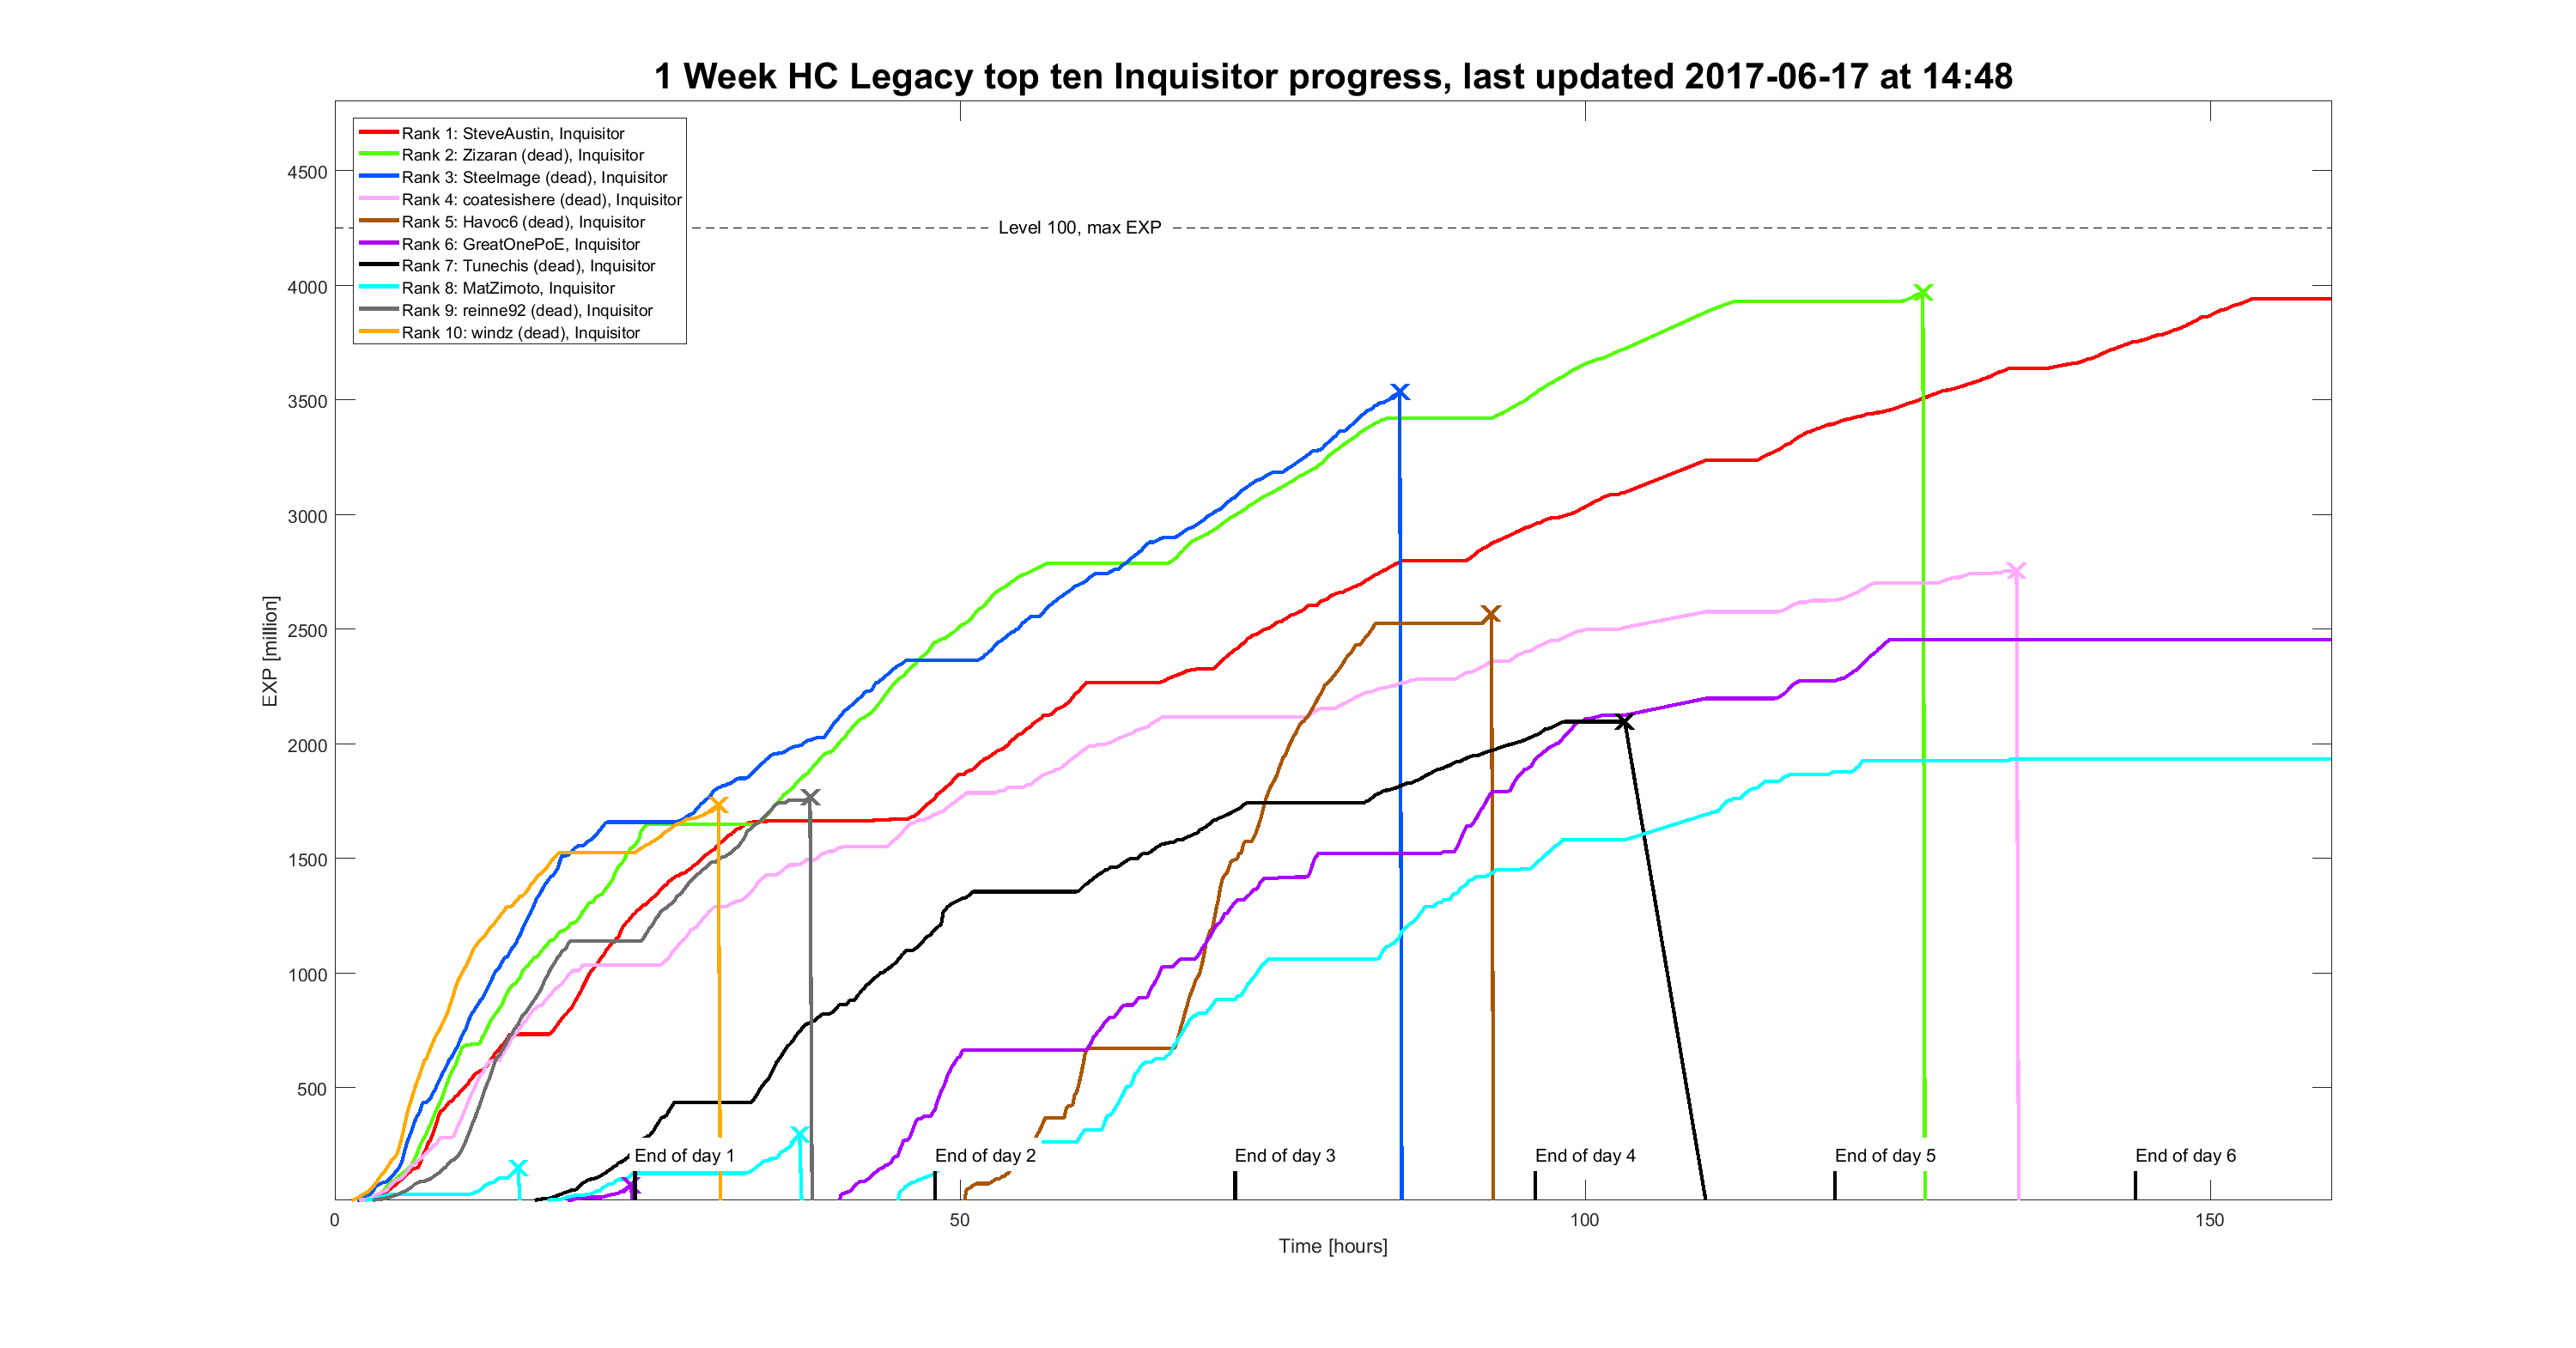 1 Week HC Legacy top ten Inquisitor progress, last updated 2017-06-17 at 14:48
Rank 1: SteveAustin, Inquisitor
Rank 2: Zizaran (dead), Inquisitor
Rank 3: Steelmage (dead), Inquisitor
Rank 4: coatesishere (dead), Inquisitor
Rank 5: Havoc6 (dead), Inquisitor
Rank 6: GreatOnePoE, Inquisitor
Rank 7: Tunechis (dead), Inquisitor
Rank 8: MatZimoto, Inquisitor
Rank 9: reinne92 (dead), Inquisitor
Rank 10: windz (dead), Inquisitor
Level 100, max EXP
4500
4000
3500
3000
2500
2000
1500
1000
500
EXP [million]
End of day 1
End of day 2
End of day 3
End of day 4
End of day 5
End of day 6
0
50
100
150
Time [hours]